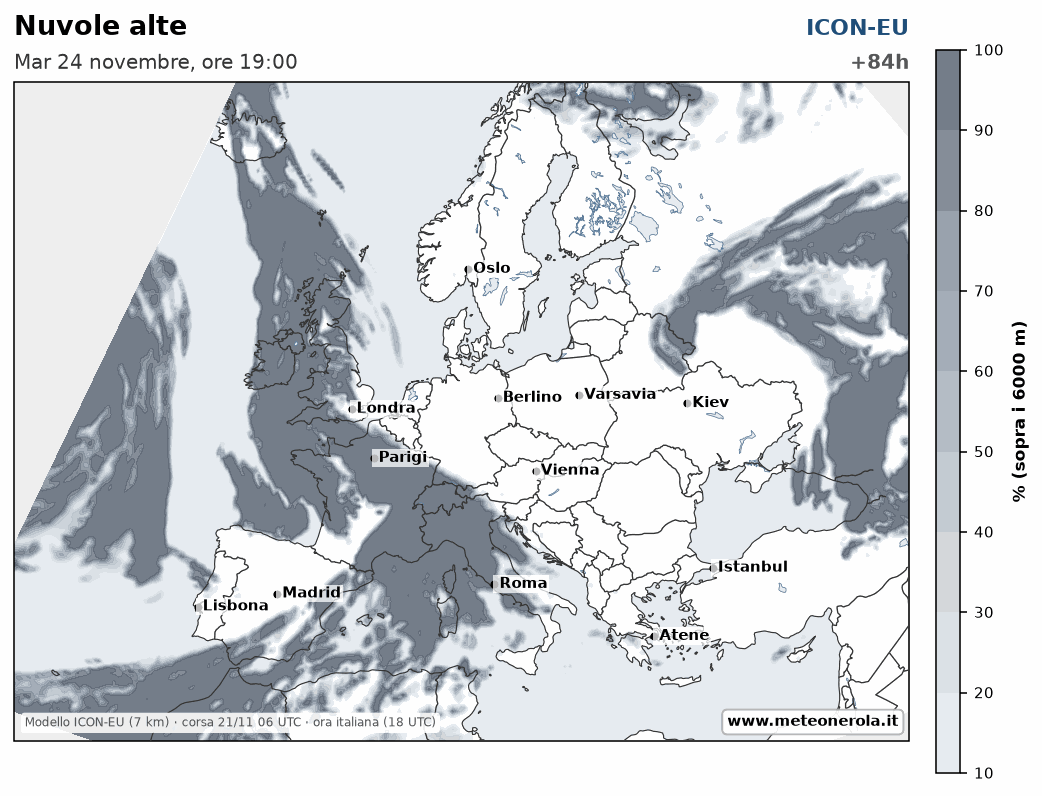 Nuvole alte
ICON-EU
Mar 24 novembre, ore 19:00
+84h
100
90
80
70
60
50
40
30
20
10
% (sopra i 6000 m)
Oslo
Londra
Berlino
Varsavia
Kiev
Parigi
Vienna
Istanbul
Roma
Madrid
Lisbona
Atene
Modello ICON-EU (7 km) · corsa 21/11 06 UTC · ora italiana (18 UTC)
www.meteonerola.it